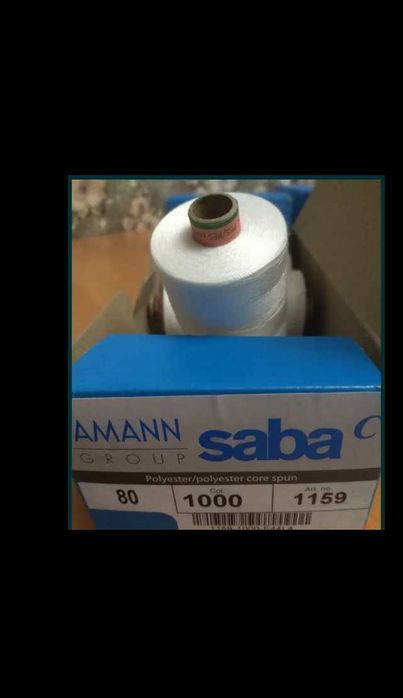 AMANN
GROUP
saba c
Polyester/polyester core spun
80
Col.
1000
Art. no.
1159